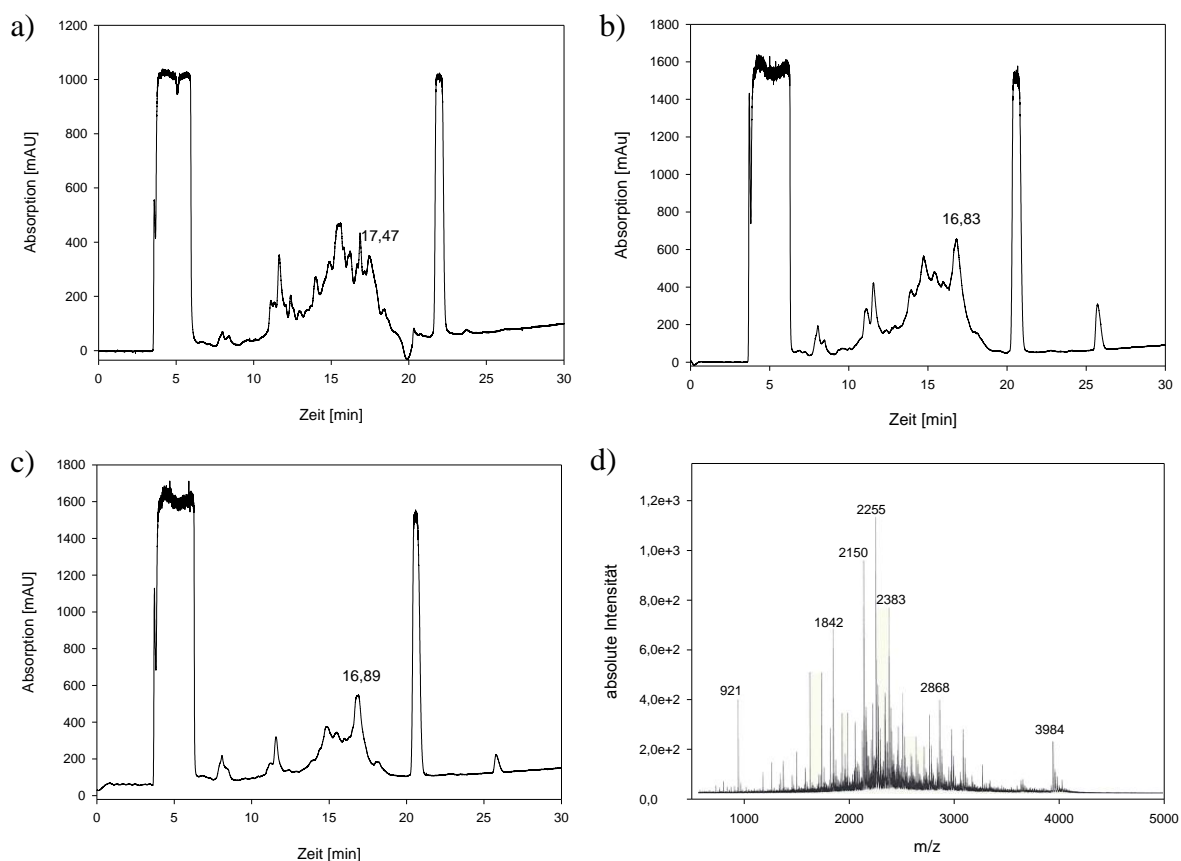 a)
1200
1000
800
600
400
200
0
Absorption [mAU]
17,47
0 5 10 15 20 25 30
Zeit [min]
b)
1800
1600
1400
1200
1000
800
600
400
200
0
Absorption [mAu]
16,83
0 5 10 15 20 25 30
Zeit [min]
c)
1800
1600
1400
1200
1000
800
600
400
200
0
Absorption [mAU]
16,89
0 5 10 15 20 25 30
Zeit [min]
d)
1,2e+3
1,0e+3
8,0e+2
6,0e+2
4,0e+2
2,0e+2
0,0
absolute Intensität
2255
2150
2383
1842
921
2868
3984
1000 2000 3000 4000 5000
m/z